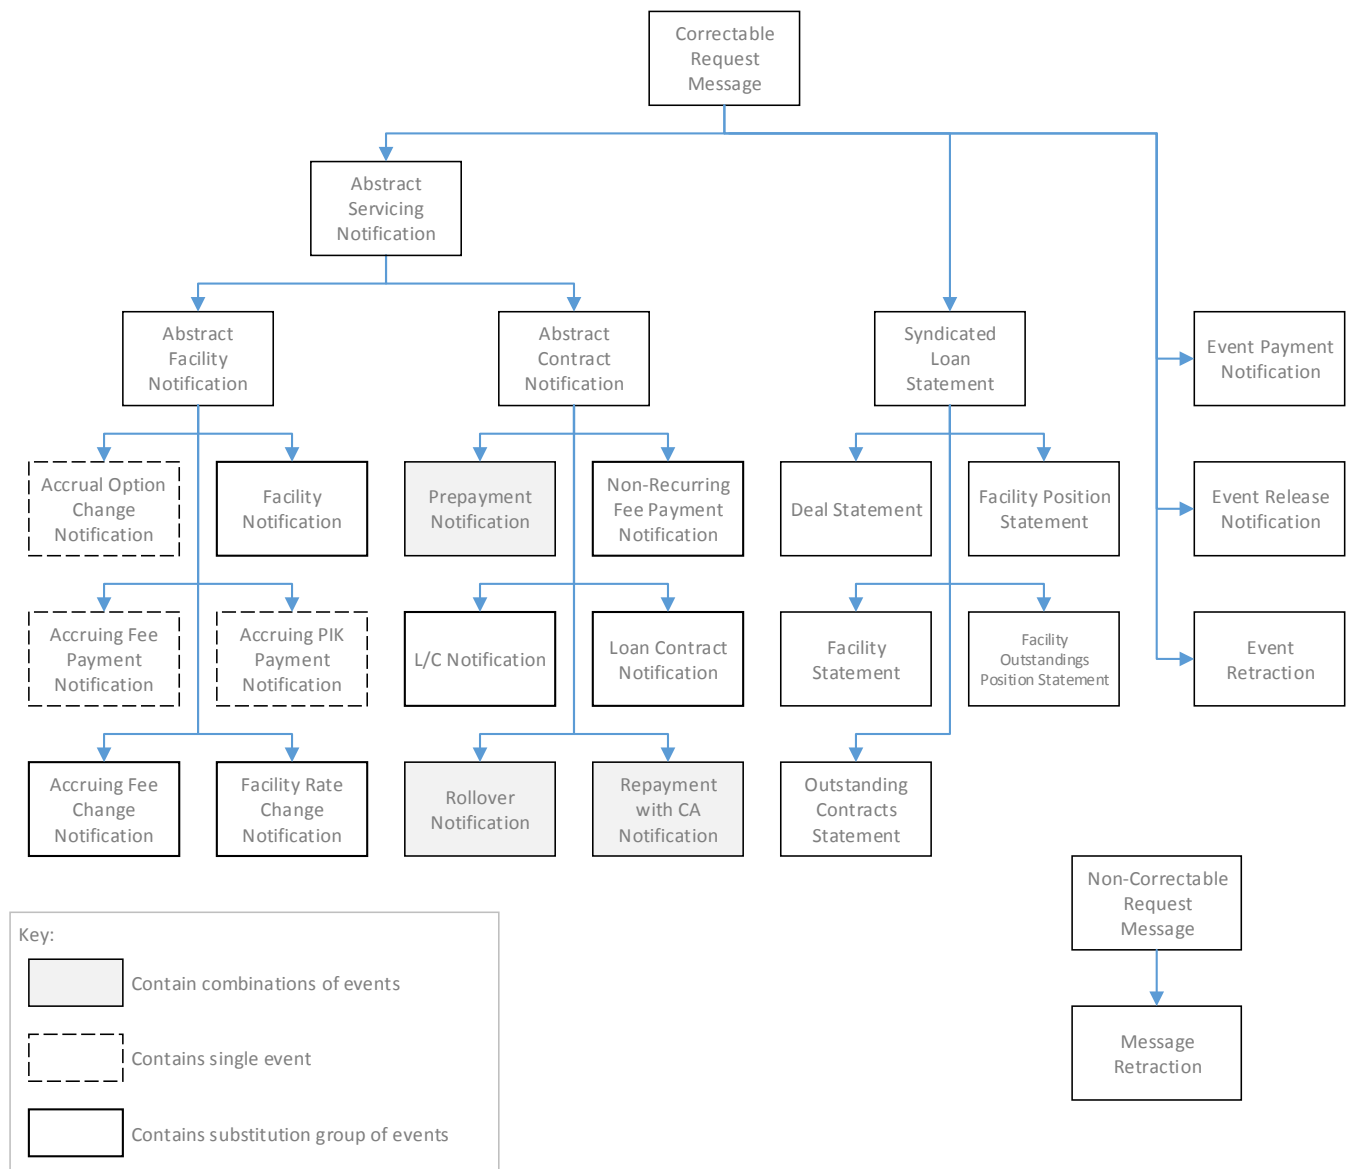 Correctable
Request
Message
Abstract
Servicing
Notification
Abstract
Facility
Notification
Abstract
Contract
Notification
Syndicated
Loan
Statement
Event Payment
Notification
Accrual Option
Change
Notification
Facility
Notification
Prepayment
Notification
Non-Recurring
Fee Payment
Notification
Deal Statement
Facility Position
Statement
Event Release
Notification
Accruing Fee
Payment
Notification
Accruing PIK
Payment
Notification
L/C Notification
Loan Contract
Notification
Facility
Statement
Facility
Outstandings
Position Statement
Event
Retraction
Accruing Fee
Change
Notification
Facility Rate
Change
Notification
Rollover
Notification
Repayment
with CA
Notification
Outstanding
Contracts
Statement
Non-Correctable
Request
Message
Message
Retraction
Key:
Contain combinations of events
Contains single event
Contains substitution group of events